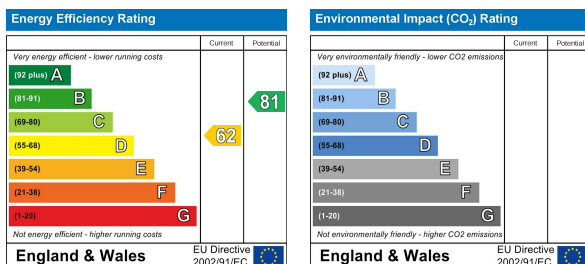 Energy Efficiency Rating
Current Potential
Very energy efficient - lower running costs
(92 plus) A
(81-91) B
81
(69-80) C
(55-68) D
62
(39-54) E
(21-38) F
(1-20) G
Not energy efficient - higher running costs
England & Wales
EU Directive
2002/91/EC
Environmental Impact (CO₂) Rating
Current Potential
Very environmentally friendly - lower CO2 emissions
(92 plus) A
(81-91) B
(69-80) C
(55-68) D
(39-54) E
(21-38) F
(1-20) G
Not environmentally friendly - higher CO2 emissions
England & Wales
EU Directive
2002/91/EC